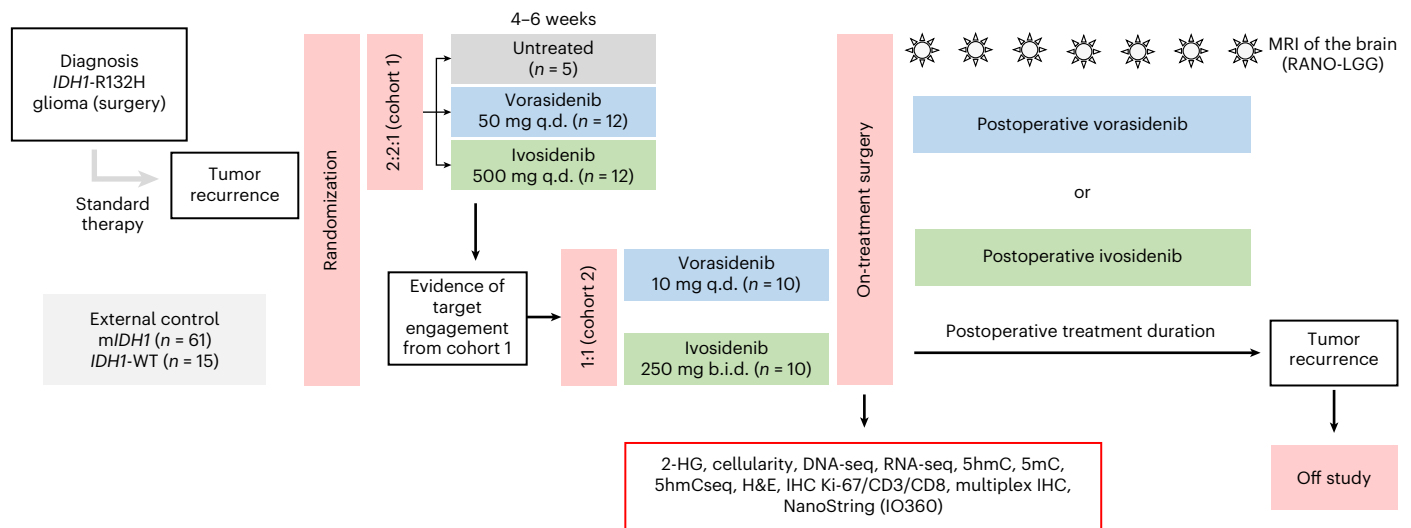 Diagnosis
IDH1-R132H
glioma (surgery)
Standard
therapy
Tumor
recurrence
External control
mIDH1 (n = 61)
IDH1-WT (n = 15)
Randomization
2:2:1 (cohort 1)
4–6 weeks
Untreated
(n = 5)
Vorasidenib
50 mg q.d. (n = 12)
Ivosidenib
500 mg q.d. (n = 12)
Evidence of
target
engagement
from cohort 1
1:1 (cohort 2)
Vorasidenib
10 mg q.d. (n = 10)
Ivosidenib
250 mg b.i.d. (n = 10)
On-treatment surgery
2-HG, cellularity, DNA-seq, RNA-seq, 5hmC, 5mC,
5hmCseq, H&E, IHC Ki-67/CD3/CD8, multiplex IHC,
NanoString (IO360)
MRI of the brain
(RANO-LGG)
Postoperative vorasidenib
or
Postoperative ivosidenib
Postoperative treatment duration
Tumor
recurrence
Off study